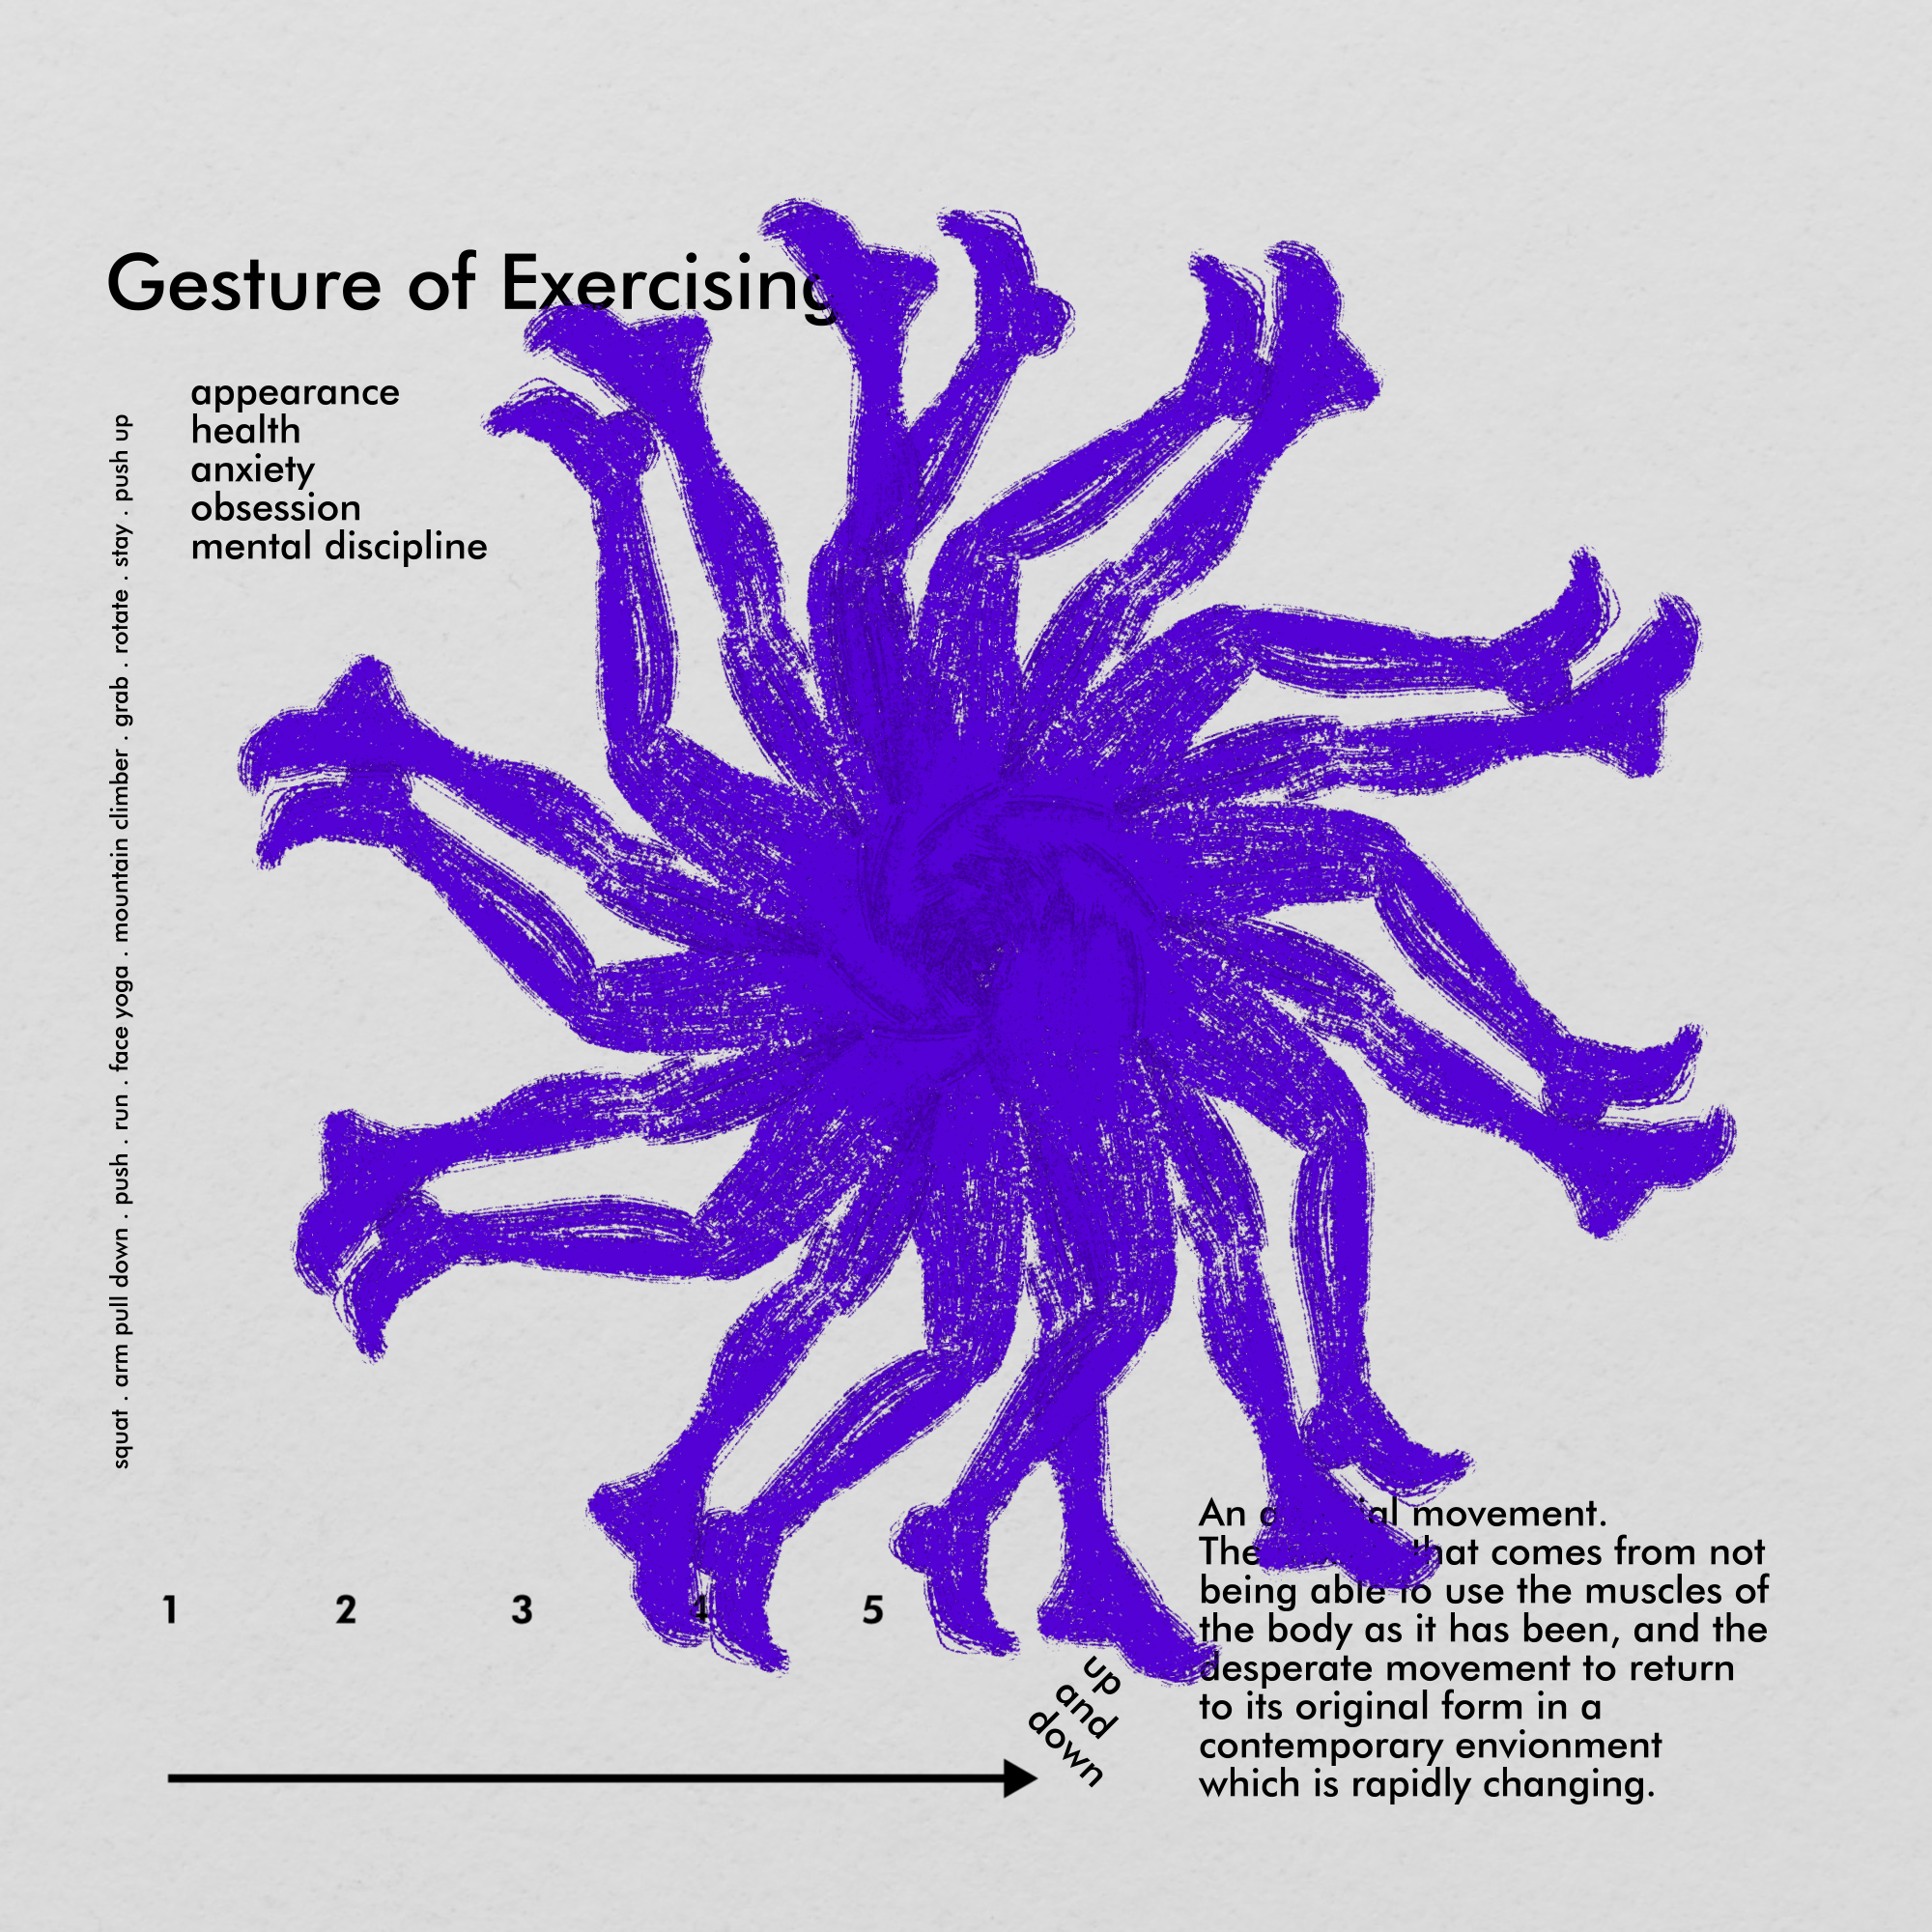 Gesture of Exercising
appearance
health
anxiety
obsession
mental discipline
squat . arm pull down . push . run . face yoga . mountain climber . grab . rotate . stay . push up
1 2 3 4 5
up
and
down
An movement.
The that comes from not
being able to use the muscles of
the body as it has been, and the
desperate movement to return
to its original form in a
contemporary envionment
which is rapidly changing.